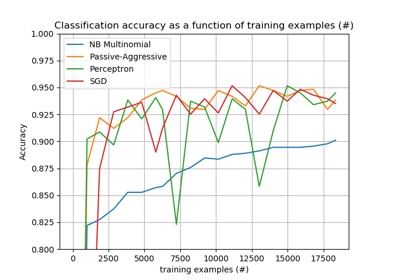 Classification accuracy as a function of training examples (#)
1.000
0.975
0.950
0.925
0.900
0.875
0.850
0.825
0.800
Accuracy
NB Multinomial
Passive-Aggressive
Perceptron
SGD
0 2500 5000 7500 10000 12500 15000 17500
training examples (#)